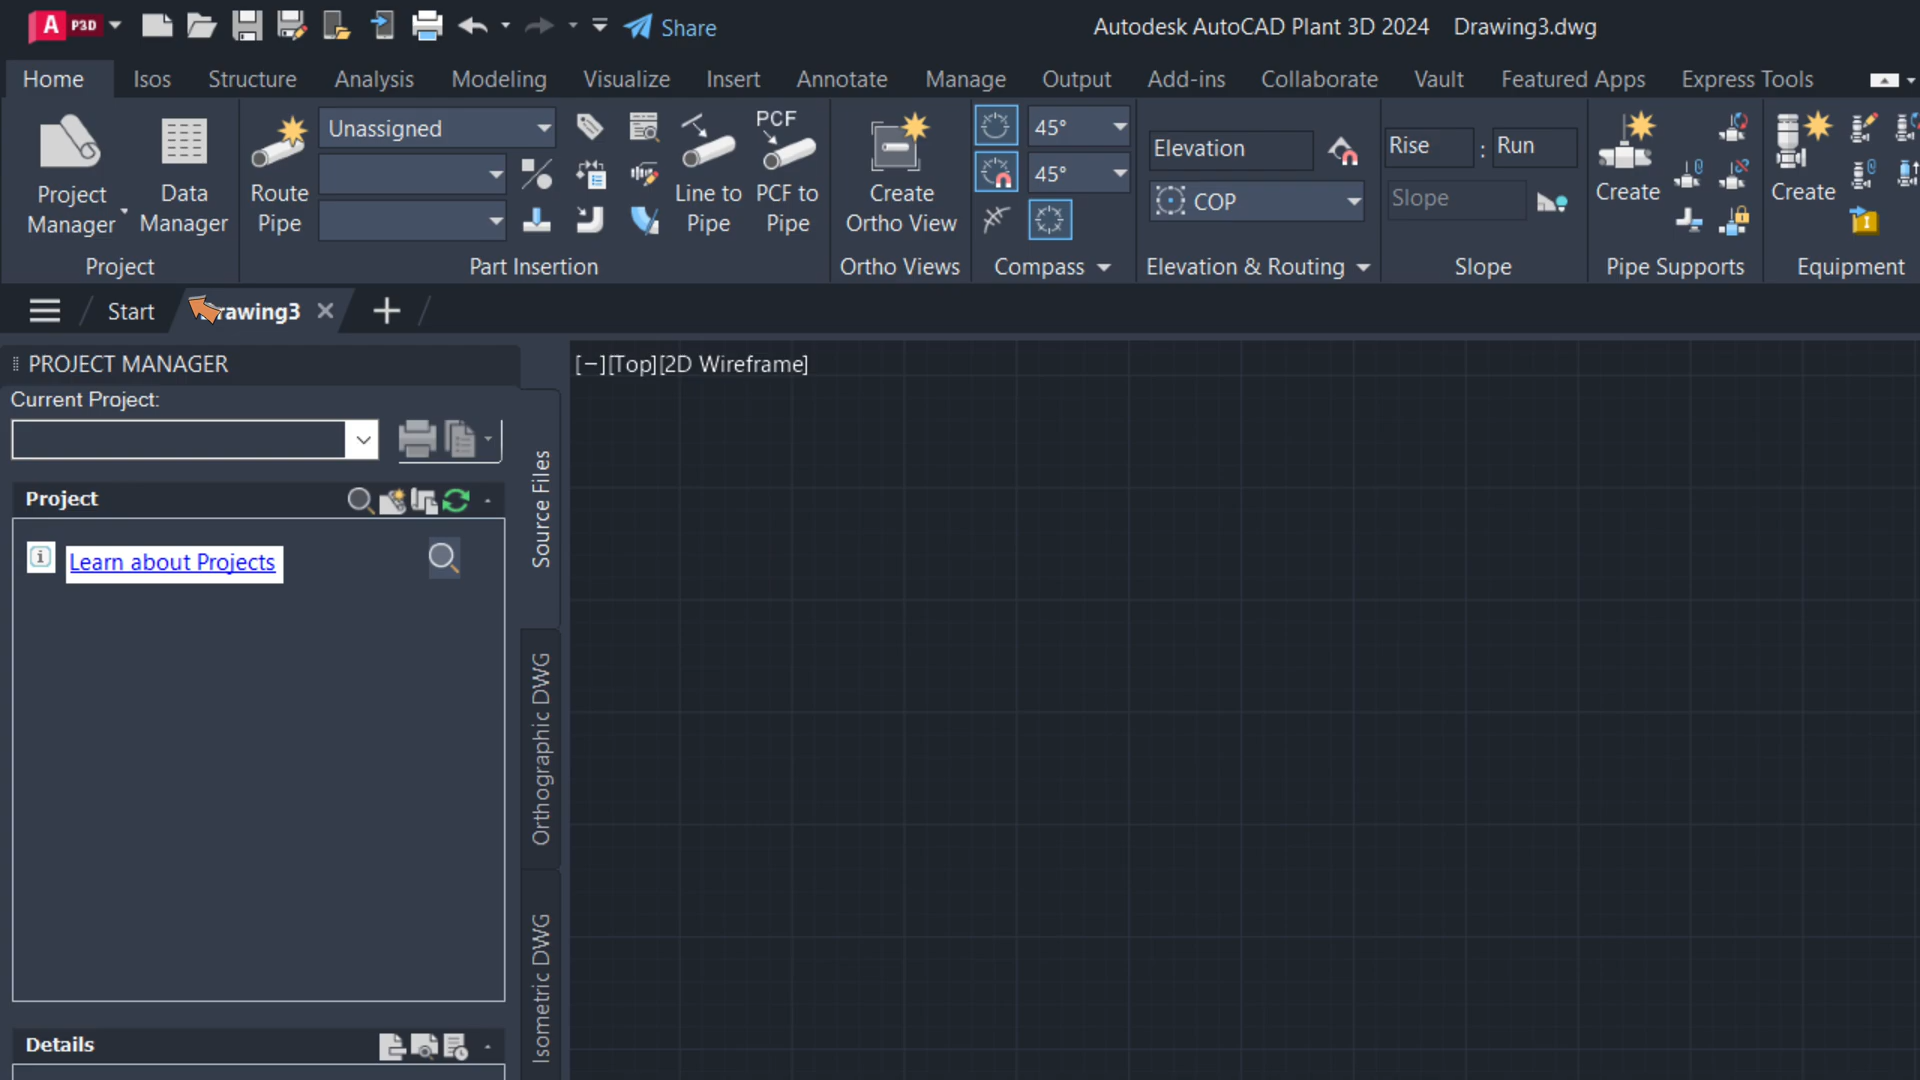 A P3D Share Autodesk AutoCAD Plant 3D 2024 Drawing3.dwg
Home Isos Structure Analysis Modeling Visualize Insert Annotate Manage Output Add-ins Collaborate Vault Featured Apps Express Tools
Project Manager
Data Manager
Project
Route Pipe
Unassigned
Line to Pipe
PCF
PCF to Pipe
Part Insertion
Create Ortho View
Ortho Views
45°
45°
Compass
Elevation
COP
Elevation & Routing
Rise : Run
Slope
Slope
Create
Pipe Supports
Create
Equipment
Start rawing3
PROJECT MANAGER
[−][Top][2D Wireframe]
Current Project:
Project
Learn about Projects
Source Files
Orthographic DWG
Isometric DWG
Details